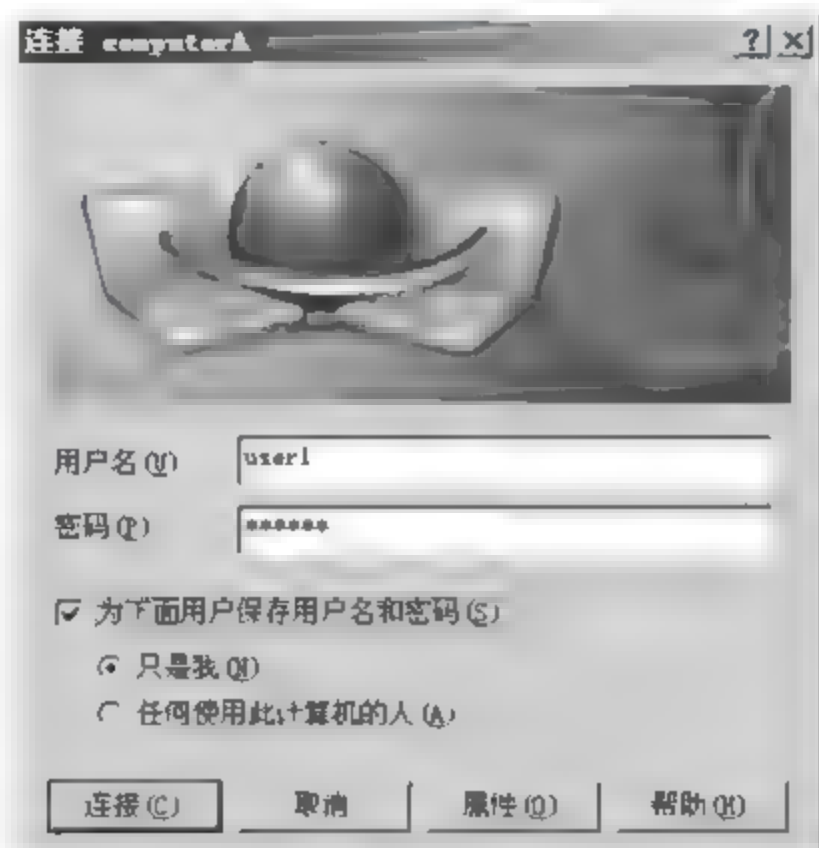 连接 computerA
用户名(U) user1
密码(P) ******
为下面用户保存用户名和密码(S)
只是我(N)
任何使用此计算机的人(A)
连接(C) 取消 属性(O) 帮助(H)